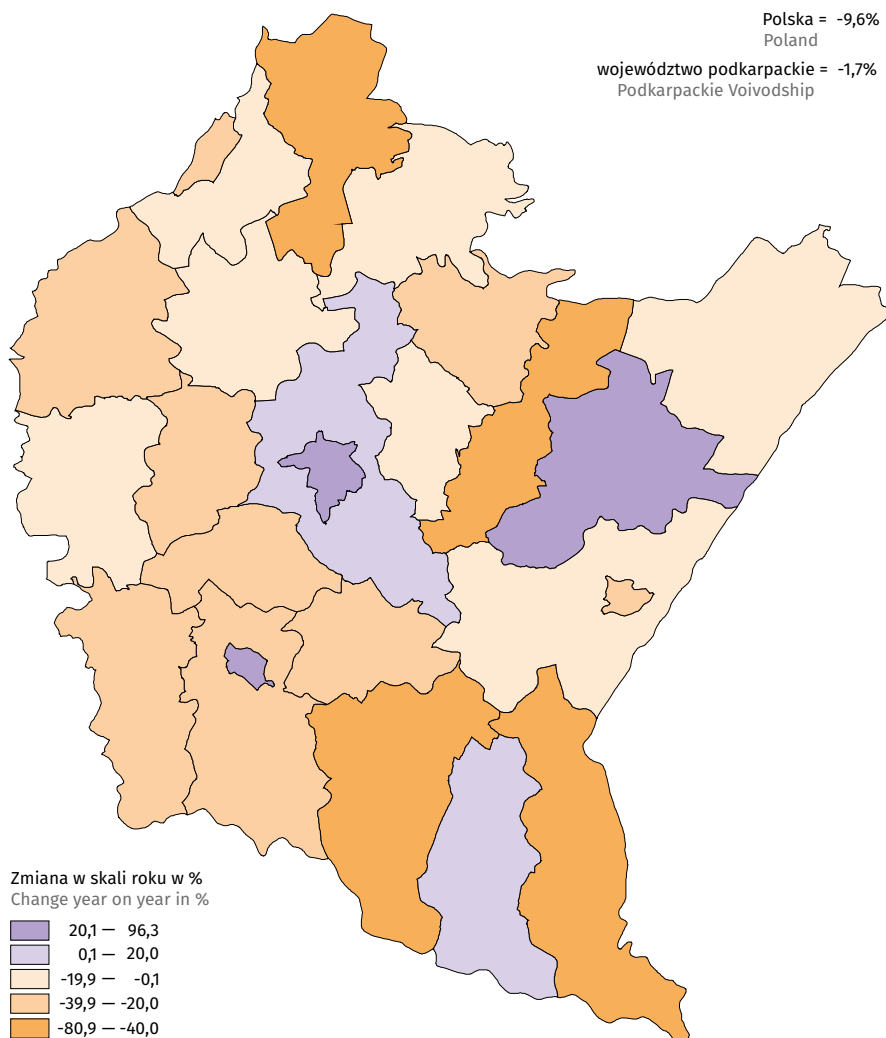 Polska = -9,6%
Poland
województwo podkarpackie = -1,7%
Podkarpackie Voivodship
Zmiana w skali roku w %
Change year on year in %
20,1 — 96,3
0,1 — 20,0
-19,9 — -0,1
-39,9 — -20,0
-80,9 — -40,0